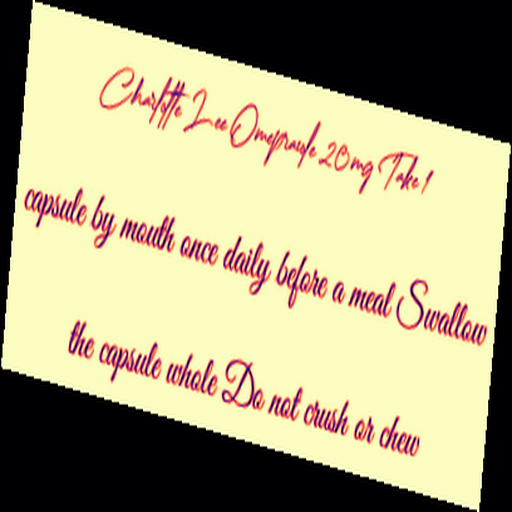 Charlotte Lee Omeprazole 20mg Take 1
capsule by mouth once daily before a meal Swallow
the capsule whole Do not crush or chew